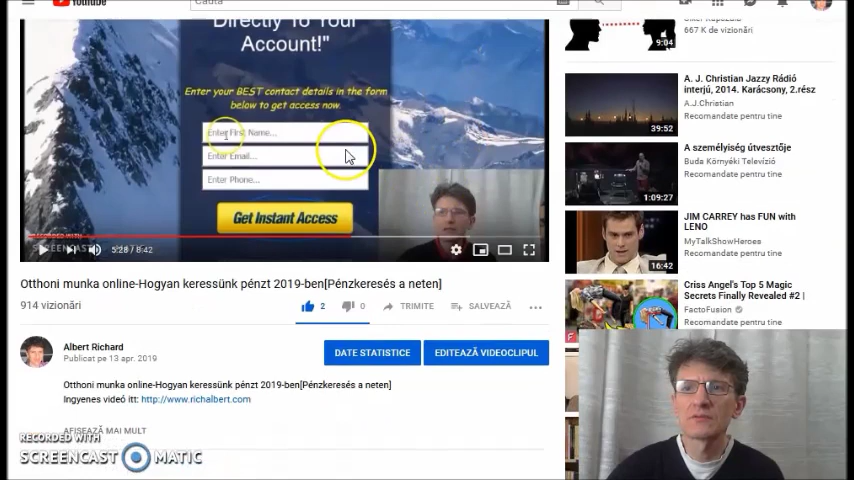 YouTube
Caută
Directly To Your
Account!"
Enter your BEST contact details in the form
below to get access now.
Enter First Name...
Enter Email...
Enter Phone...
Get Instant Access
RECORDED WITH
5:28 / 8:42
Otthoni munka online-Hogyan keressünk pénzt 2019-ben[Pénzkeresés a neten]
914 vizionări
2
0
TRIMITE
SALVEAZĂ
Albert Richard
Publicat pe 13 apr. 2019
DATE STATISTICE
EDITEAZĂ VIDEOCLIPUL
Otthoni munka online-Hogyan keressünk pénzt 2019-ben[Pénzkeresés a neten]
Ingyenes videó itt: http://www.richalbert.com
AFIȘEAZĂ MAI MULT
RECORDED WITH
SCREENCAST MATIC
667 K de vizionări
9:04
A. J. Christian Jazzy Rádió
interjú, 2014. Karácsony, 2.rész
A.J.Christian
Recomandate pentru tine
39:52
A személyiség útvesztője
Buda Környéki Televízió
Recomandate pentru tine
1:09:27
JIM CARREY has FUN with
LENO
MyTalkShowHeroes
Recomandate pentru tine
16:42
Criss Angel's Top 5 Magic
Secrets Finally Revealed #2 |
FactoFusion
Recomandate pentru tine